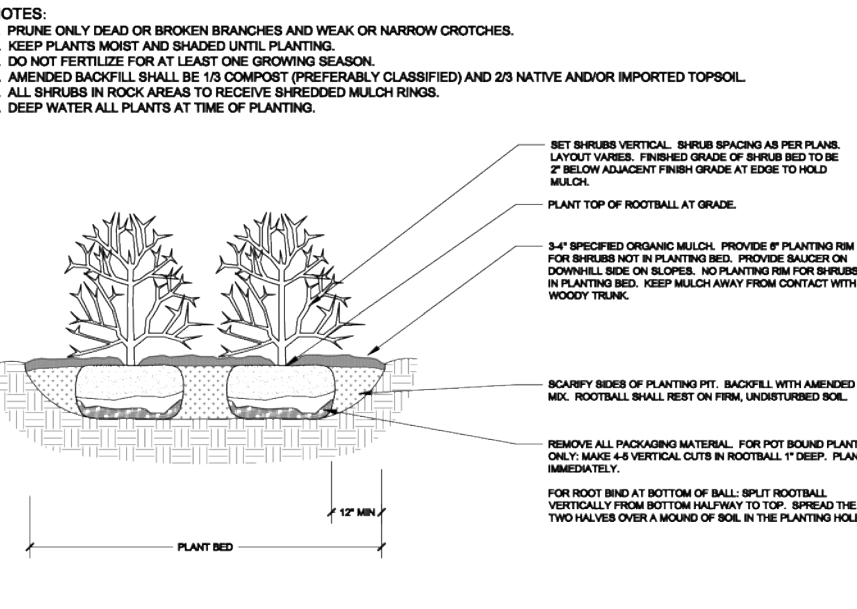 OTES:
. PRUNE ONLY DEAD OR BROKEN BRANCHES AND WEAK OR NARROW CROTCHES.
. KEEP PLANTS MOIST AND SHADED UNTIL PLANTING.
. DO NOT FERTILIZE FOR AT LEAST ONE GROWING SEASON.
. AMENDED BACKFILL SHALL BE 1/3 COMPOST (PREFERABLY CLASSIFIED) AND 2/3 NATIVE AND/OR IMPORTED TOPSOIL.
. ALL SHRUBS IN ROCK AREAS TO RECEIVE SHREDDED MULCH RINGS.
. DEEP WATER ALL PLANTS AT TIME OF PLANTING.
SET SHRUBS VERTICAL. SHRUB SPACING AS PER PLANS.
LAYOUT VARIES. FINISHED GRADE OF SHRUB BED TO BE
2" BELOW ADJACENT FINISH GRADE AT EDGE TO HOLD
MULCH.
PLANT TOP OF ROOTBALL AT GRADE.
3-4" SPECIFIED ORGANIC MULCH. PROVIDE 6" PLANTING RIM
FOR SHRUBS NOT IN PLANTING BED. PROVIDE SAUCER ON
DOWNHILL SIDE ON SLOPES. NO PLANTING RIM FOR SHRUBS
IN PLANTING BED. KEEP MULCH AWAY FROM CONTACT WITH
WOODY TRUNK.
SCARIFY SIDES OF PLANTING PIT. BACKFILL WITH AMENDED
MIX. ROOTBALL SHALL REST ON FIRM, UNDISTURBED SOIL.
REMOVE ALL PACKAGING MATERIAL. FOR POT BOUND PLANT
ONLY: MAKE 4-5 VERTICAL CUTS IN ROOTBALL 1" DEEP. PLAN
IMMEDIATELY.
FOR ROOT BIND AT BOTTOM OF BALL: SPLIT ROOTBALL
VERTICALLY FROM BOTTOM HALFWAY TO TOP. SPREAD THE
TWO HALVES OVER A MOUND OF SOIL IN THE PLANTING HOL
12" MIN
PLANT BED